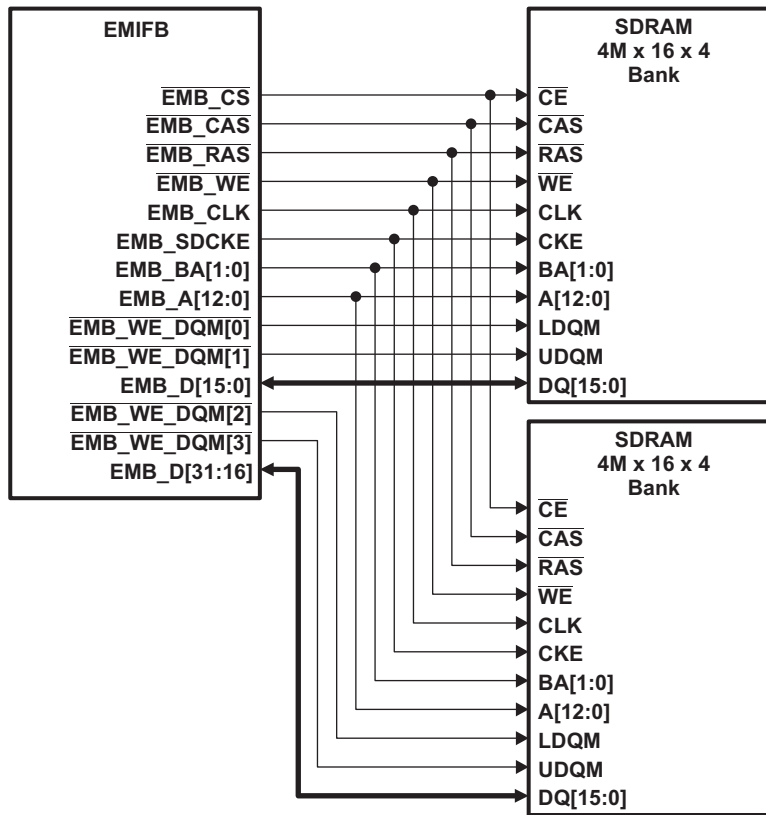 EMIFB
EMB_CS
EMB_CAS
EMB_RAS
EMB_WE
EMB_CLK
EMB_SDCKE
EMB_BA[1:0]
EMB_A[12:0]
EMB_WE_DQM[0]
EMB_WE_DQM[1]
EMB_D[15:0]
EMB_WE_DQM[2]
EMB_WE_DQM[3]
EMB_D[31:16]
SDRAM
4M x 16 x 4
Bank
CE
CAS
RAS
WE
CLK
CKE
BA[1:0]
A[12:0]
LDQM
UDQM
DQ[15:0]
SDRAM
4M x 16 x 4
Bank
CE
CAS
RAS
WE
CLK
CKE
BA[1:0]
A[12:0]
LDQM
UDQM
DQ[15:0]